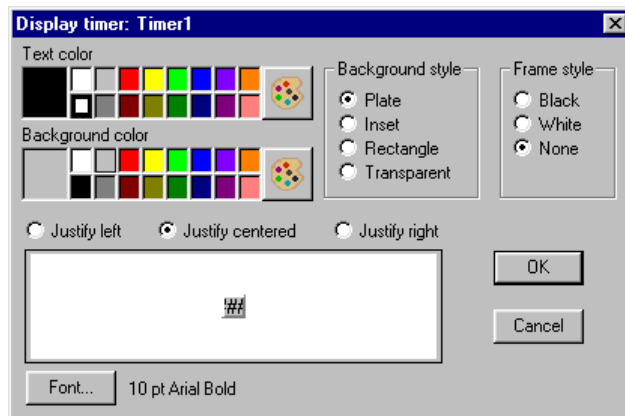 Display timer: Timer1
Text color
Background color
Background style
Plate
Inset
Rectangle
Transparent
Frame style
Black
White
None
Justify left
Justify centered
Justify right
##
OK
Cancel
Font...
10 pt Arial Bold